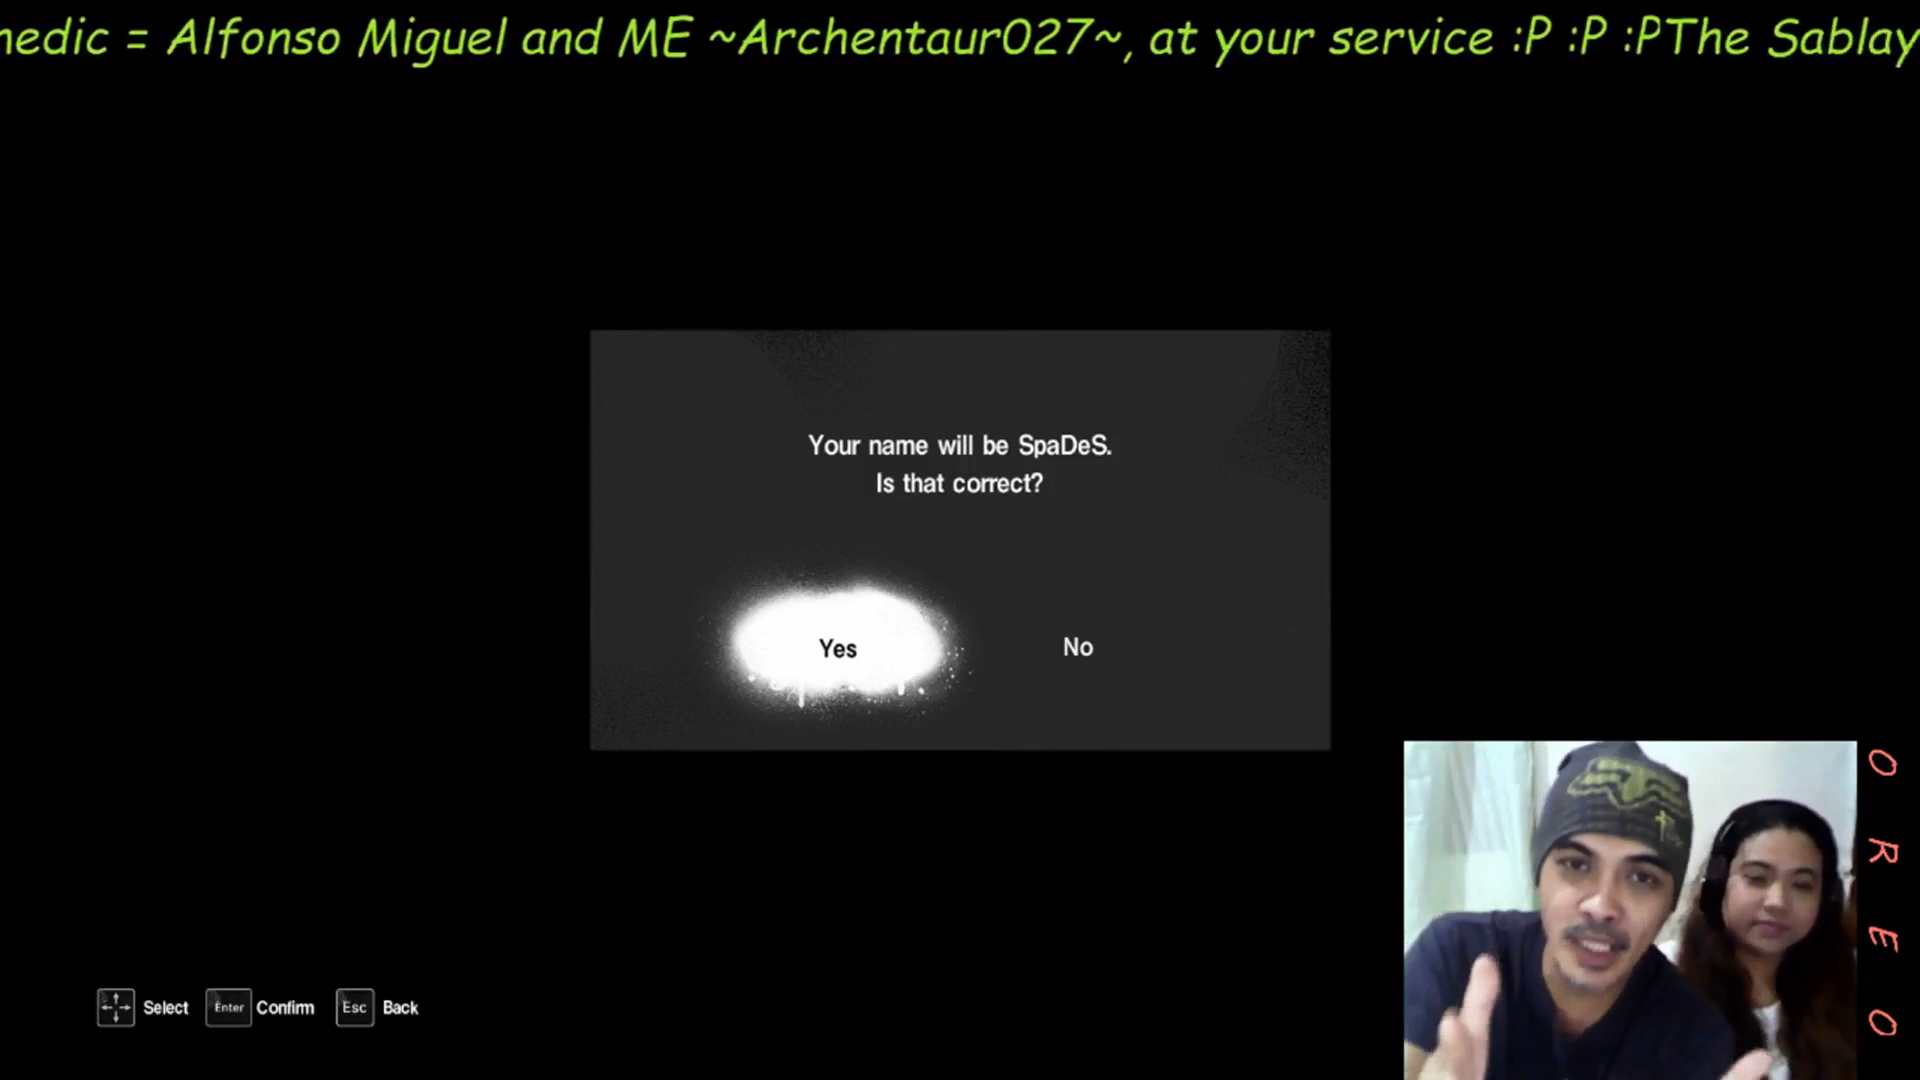 nedic = Alfonso Miguel and ME ~Archentaur027~, at your service :P :P :PThe Sablay
Your name will be SpaDeS.
Is that correct?
Yes
No
Enter
Esc
Select
Confirm
Back
O
R
E
O